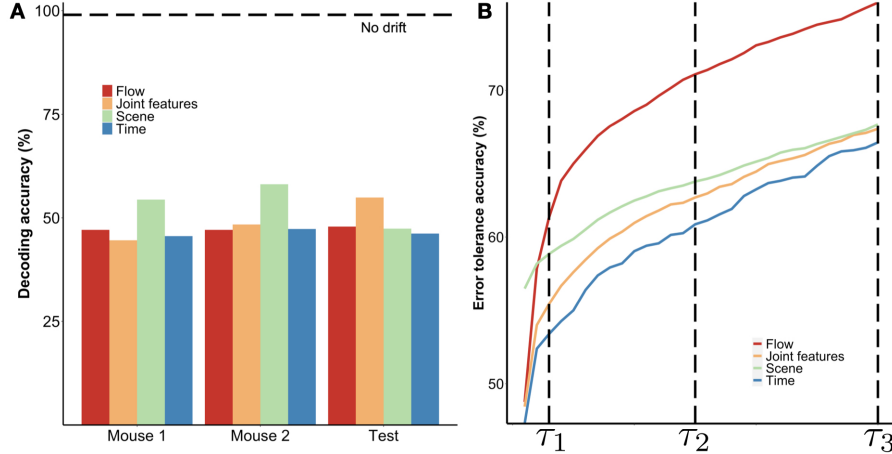 A
100
No drift
Flow
Joint features
Scene
Time
75
50
25
Decoding accuracy (%)
Mouse 1
Mouse 2
Test
B
70
60
50
Error tolerance accuracy (%)
Flow
Joint features
Scene
Time
τ1
τ2
τ3